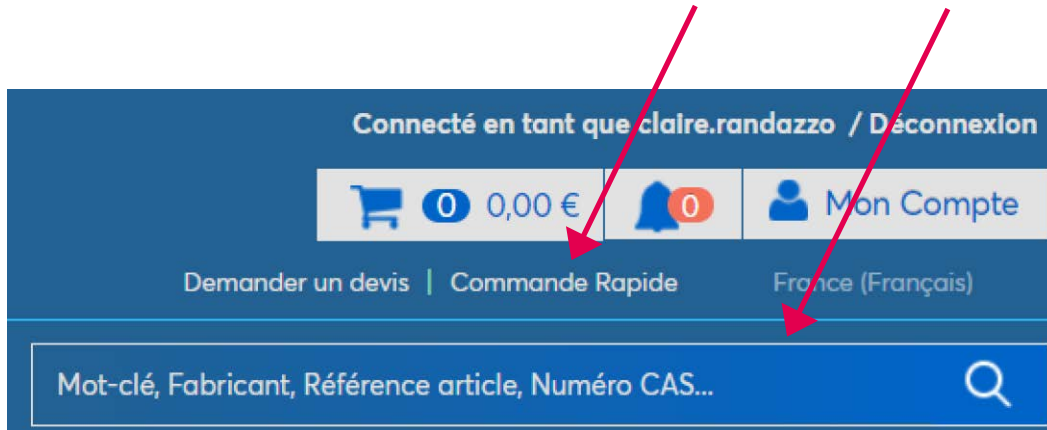 Connecté en tant que claire.randazzo / Déconnexion
0 0,00 € 0 Mon Compte
Demander un devis | Commande Rapide France (Français)
Mot-clé, Fabricant, Référence article, Numéro CAS...